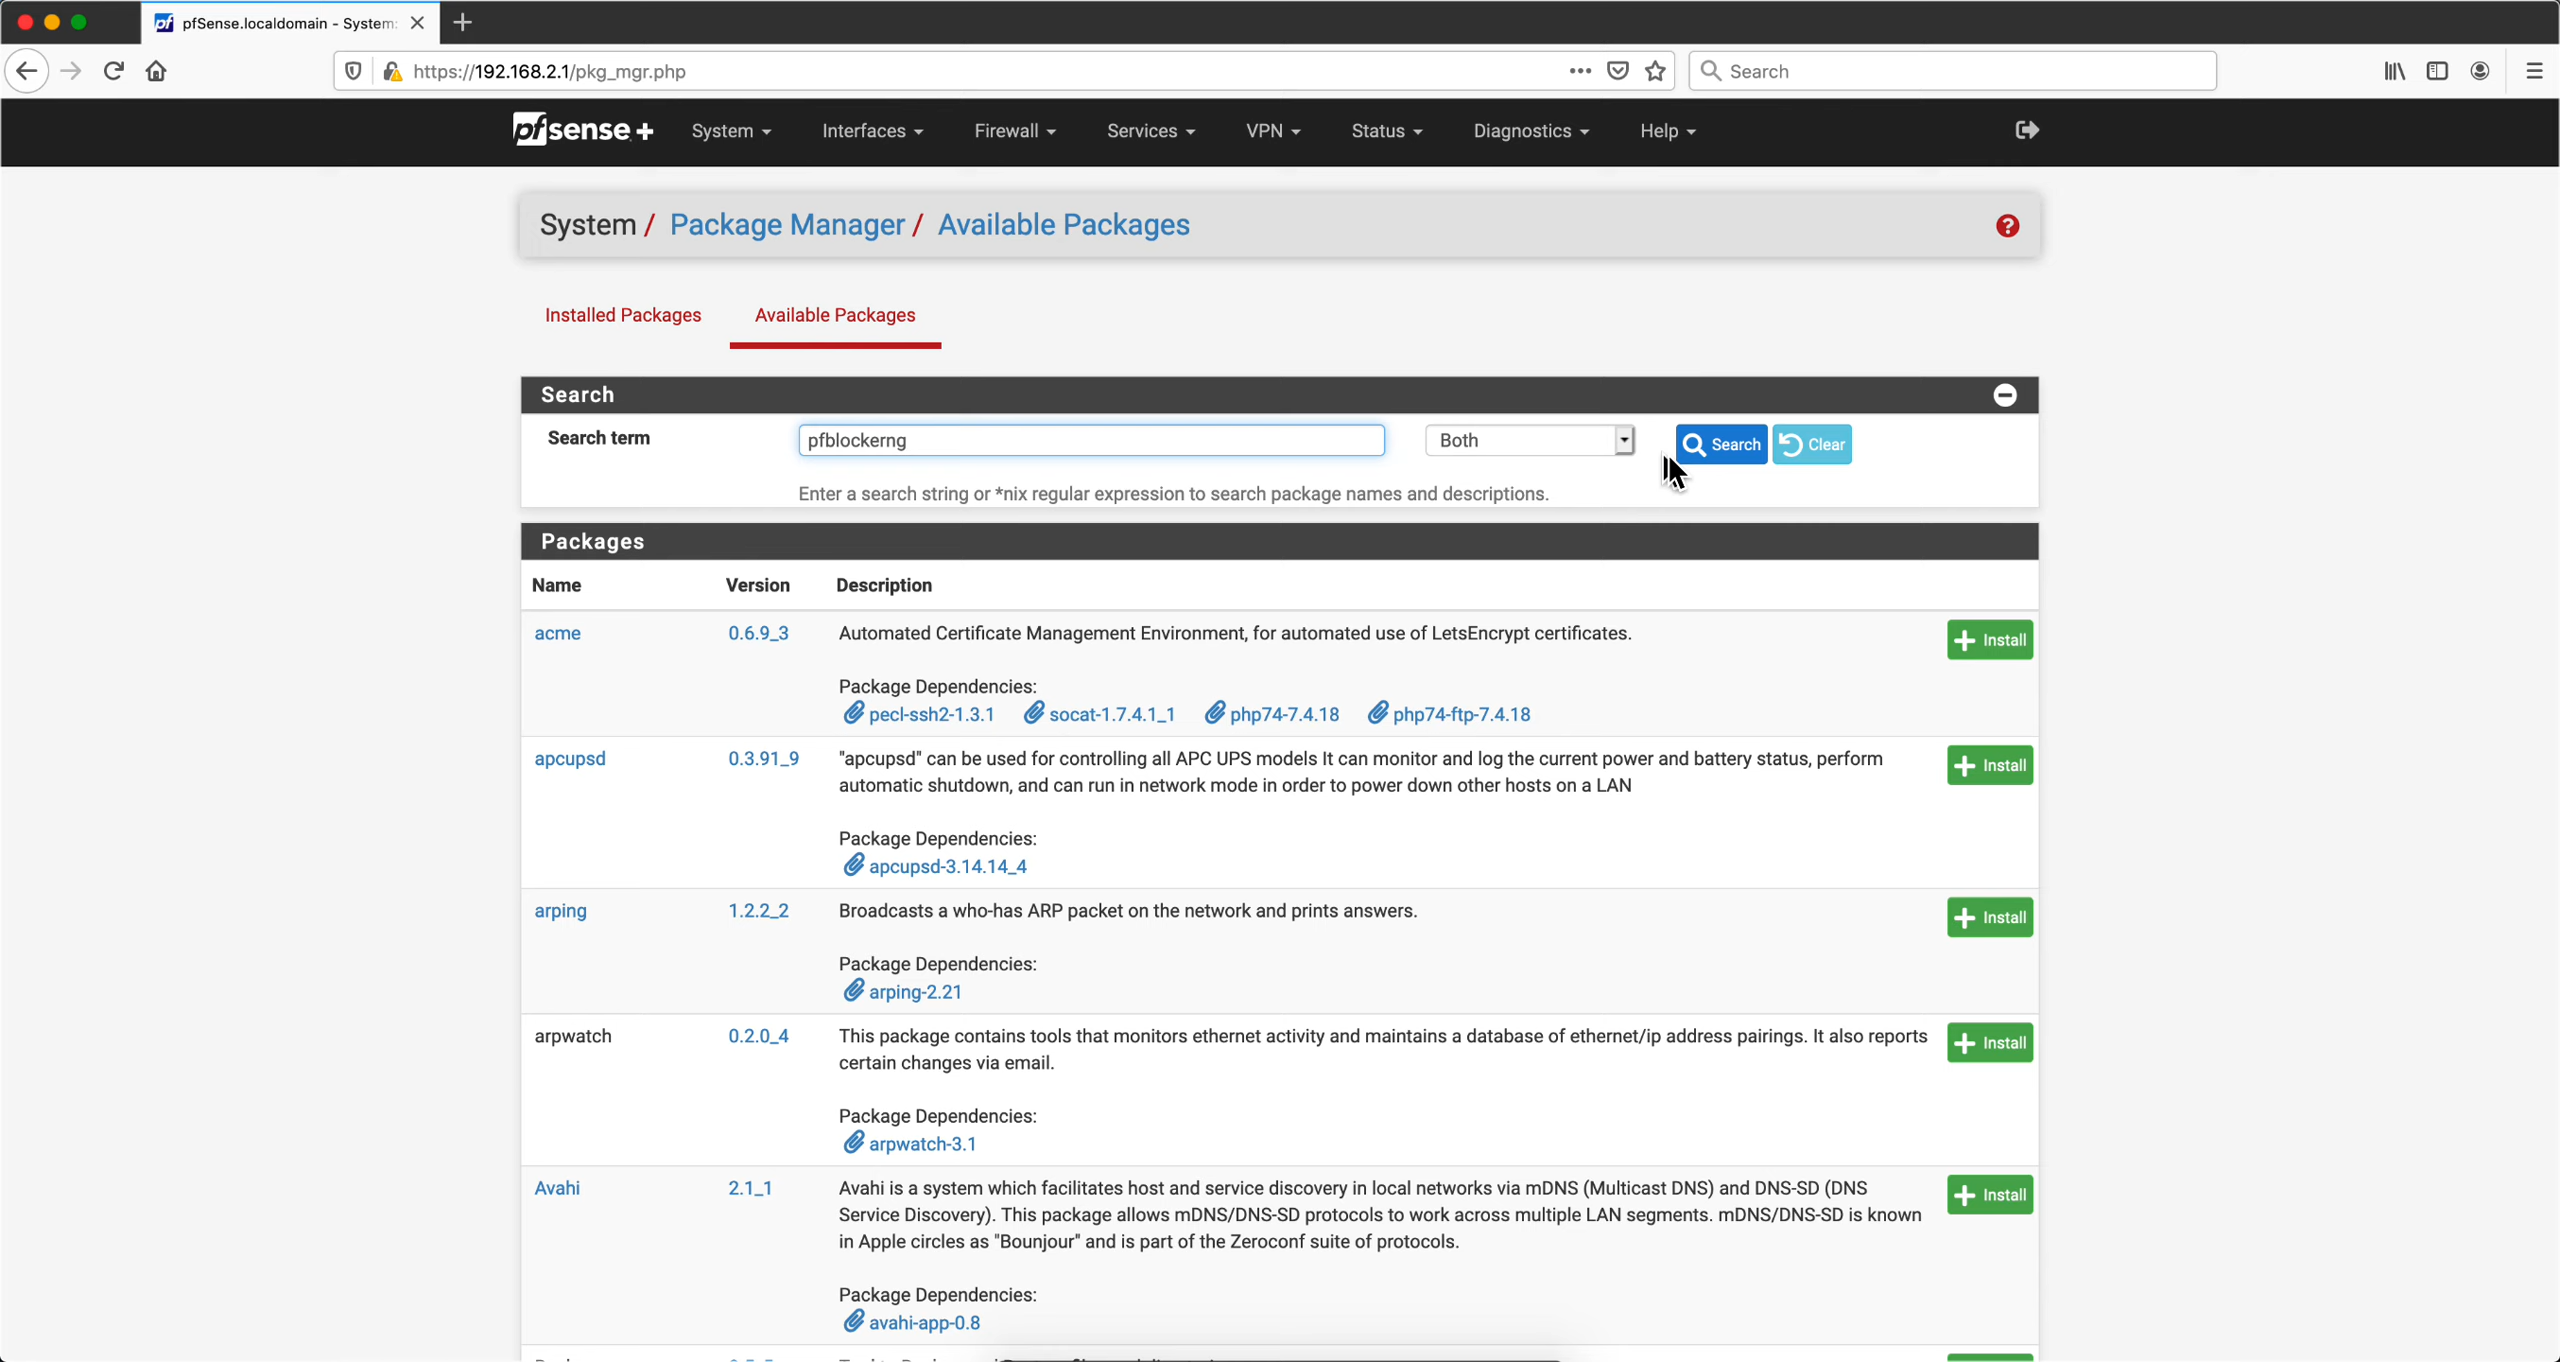 pfSense.localdomain - System:
https://192.168.2.1/pkg_mgr.php
Search
pfsense +
System
Interfaces
Firewall
Services
VPN
Status
Diagnostics
Help
System / Package Manager / Available Packages
Installed Packages
Available Packages
Search
Search term
pfblockerng
Both
Search
Clear
Enter a search string or *nix regular expression to search package names and descriptions.
Packages
Name Version Description
acme 0.6.9_3 Automated Certificate Management Environment, for automated use of LetsEncrypt certificates.
Install
Package Dependencies:
pecl-ssh2-1.3.1 socat-1.7.4.1_1 php74-7.4.18 php74-ftp-7.4.18
apcupsd 0.3.91_9 "apcupsd" can be used for controlling all APC UPS models It can monitor and log the current power and battery status, perform
automatic shutdown, and can run in network mode in order to power down other hosts on a LAN
Install
Package Dependencies:
apcupsd-3.14.14_4
arping 1.2.2_2 Broadcasts a who-has ARP packet on the network and prints answers.
Install
Package Dependencies:
arping-2.21
arpwatch 0.2.0_4 This package contains tools that monitors ethernet activity and maintains a database of ethernet/ip address pairings. It also reports
certain changes via email.
Install
Package Dependencies:
arpwatch-3.1
Avahi 2.1_1 Avahi is a system which facilitates host and service discovery in local networks via mDNS (Multicast DNS) and DNS-SD (DNS
Service Discovery). This package allows mDNS/DNS-SD protocols to work across multiple LAN segments. mDNS/DNS-SD is known
in Apple circles as "Bounjour" and is part of the Zeroconf suite of protocols.
Install
Package Dependencies:
avahi-app-0.8